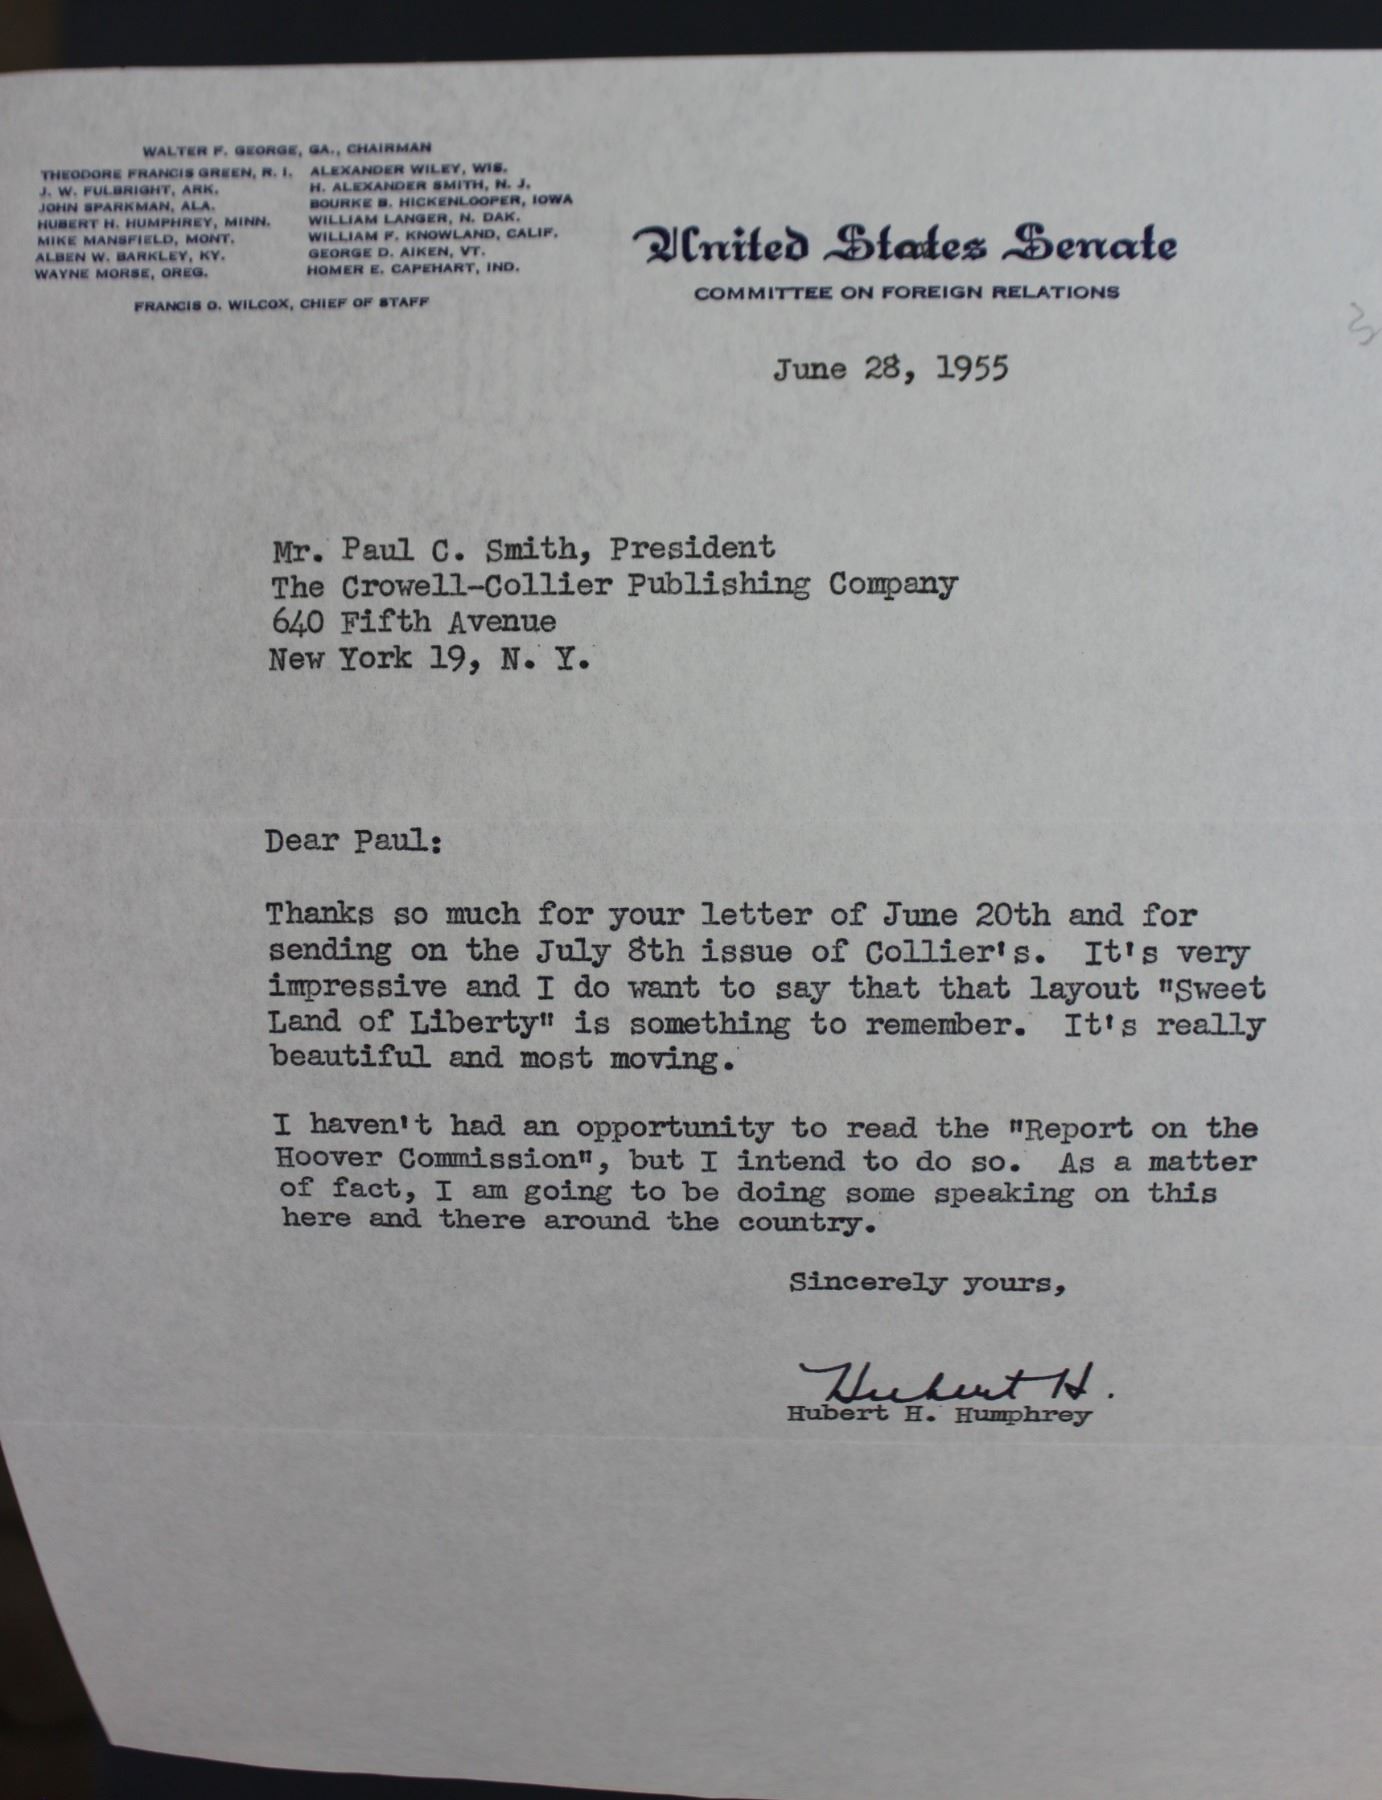 WALTER F. GEORGE, GA., CHAIRMAN
THEODORE FRANCIS GREEN, R. I. ALEXANDER WILEY, WIS.
J. W. FULBRIGHT, ARK. H. ALEXANDER SMITH, N. J.
JOHN SPARKMAN, ALA. BOURKE B. HICKENLOOPER, IOWA
HUBERT H. HUMPHREY, MINN. WILLIAM LANGER, N. DAK.
MIKE MANSFIELD, MONT. WILLIAM F. KNOWLAND, CALIF.
ALBEN W. BARKLEY, KY. GEORGE D. AIKEN, VT.
WAYNE MORSE, OREG. HOMER E. CAPEHART, IND.
FRANCIS O. WILCOX, CHIEF OF STAFF
United States Senate
COMMITTEE ON FOREIGN RELATIONS
3
June 28, 1955
Mr. Paul C. Smith, President
The Crowell-Collier Publishing Company
640 Fifth Avenue
New York 19, N. Y.
Dear Paul:
Thanks so much for your letter of June 20th and for
sending on the July 8th issue of Collier's. It's very
impressive and I do want to say that that layout "Sweet
Land of Liberty" is something to remember. It's really
beautiful and most moving.
I haven't had an opportunity to read the "Report on the
Hoover Commission", but I intend to do so. As a matter
of fact, I am going to be doing some speaking on this
here and there around the country.
Sincerely yours,
Hubert H.
Hubert H. Humphrey